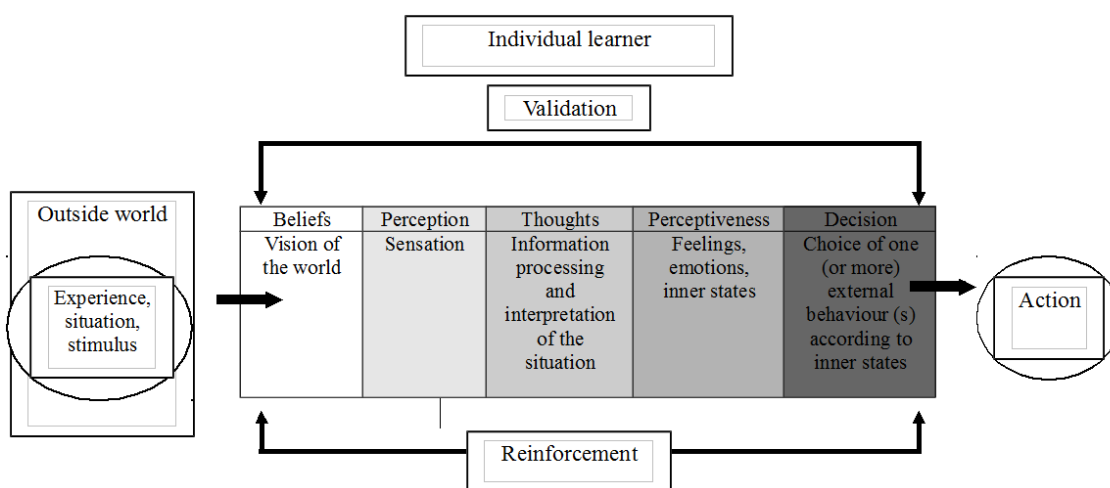 Individual learner
Validation
Outside world
Experience,
situation,
stimulus
Beliefs
Vision of
the world
Perception
Sensation
Thoughts
Information
processing
and
interpretation
of the
situation
Perceptiveness
Feelings,
emotions,
inner states
Decision
Choice of one
(or more)
external
behaviour (s)
according to
inner states
Action
Reinforcement